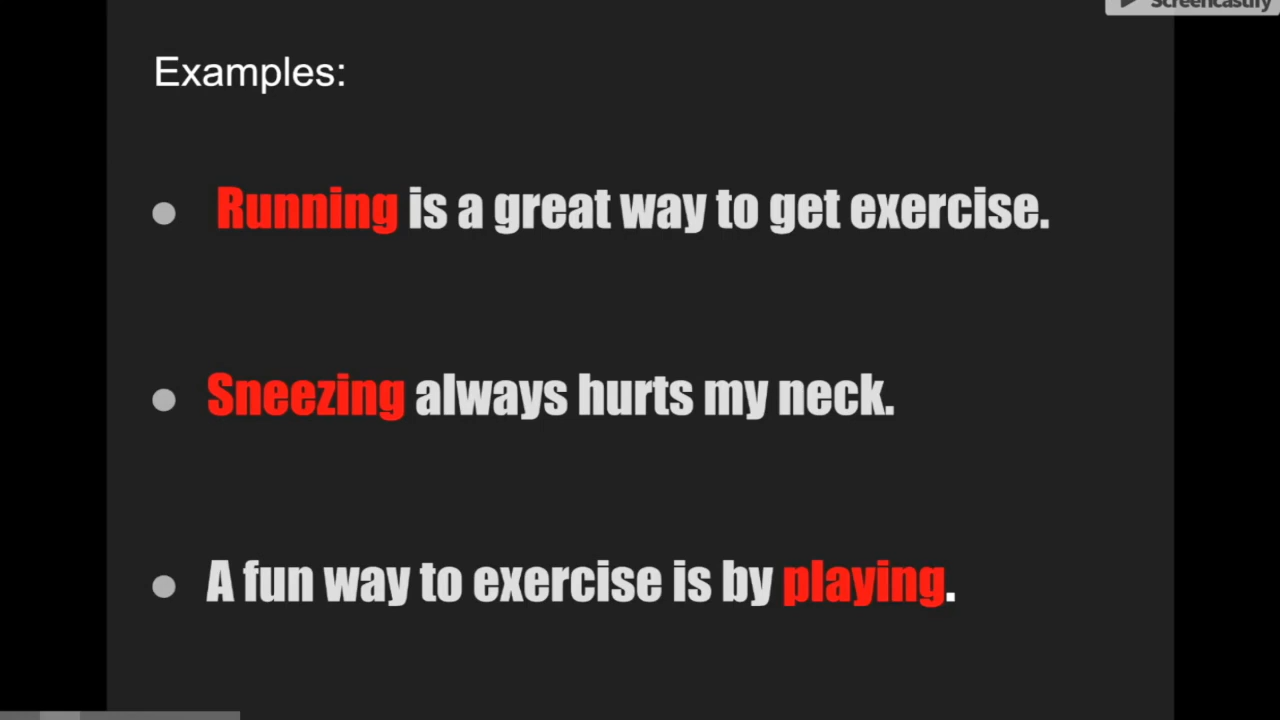 Screencastify
Examples:
Running is a great way to get exercise.
Sneezing always hurts my neck.
A fun way to exercise is by playing.